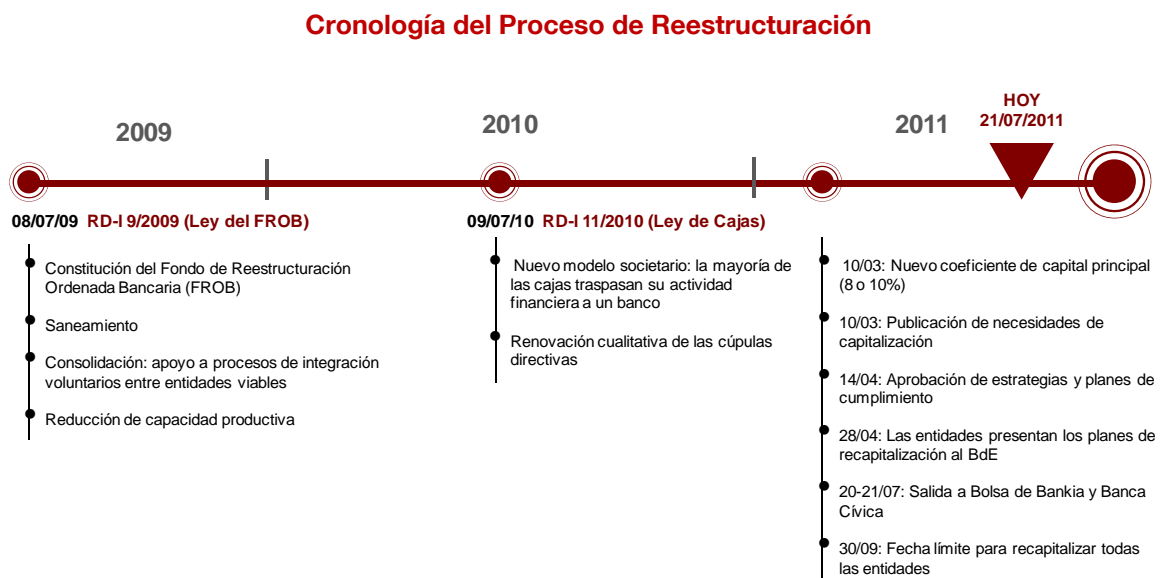 Cronología del Proceso de Reestructuración
2009
2010
2011
HOY
21/07/2011
08/07/09 RD-l 9/2009 (Ley del FROB)
Constitución del Fondo de Reestructuración
Ordenada Bancaria (FROB)
Saneamiento
Consolidación: apoyo a procesos de integración
voluntarios entre entidades viables
Reducción de capacidad productiva
09/07/10 RD-l 11/2010 (Ley de Cajas)
Nuevo modelo societario: la mayoría de
las cajas traspasan su actividad
financiera a un banco
Renovación cualitativa de las cúpulas
directivas
10/03: Nuevo coeficiente de capital principal
(8 o 10%)
10/03: Publicación de necesidades de
capitalización
14/04: Aprobación de estrategias y planes de
cumplimiento
28/04: Las entidades presentan los planes de
recapitalización al BdE
20-21/07: Salida a Bolsa de Bankia y Banca
Cívica
30/09: Fecha límite para recapitalizar todas
las entidades